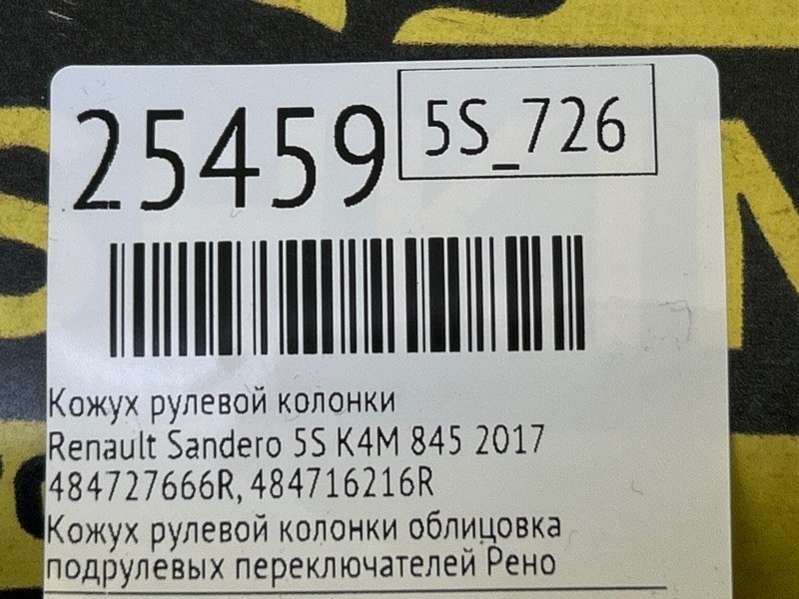 25459
5S_726
Кожух рулевой колонки
Renault Sandero 5S K4M 845 2017
484727666R, 484716216R
Кожух рулевой колонки облицовка
подрулевых переключателей Рено